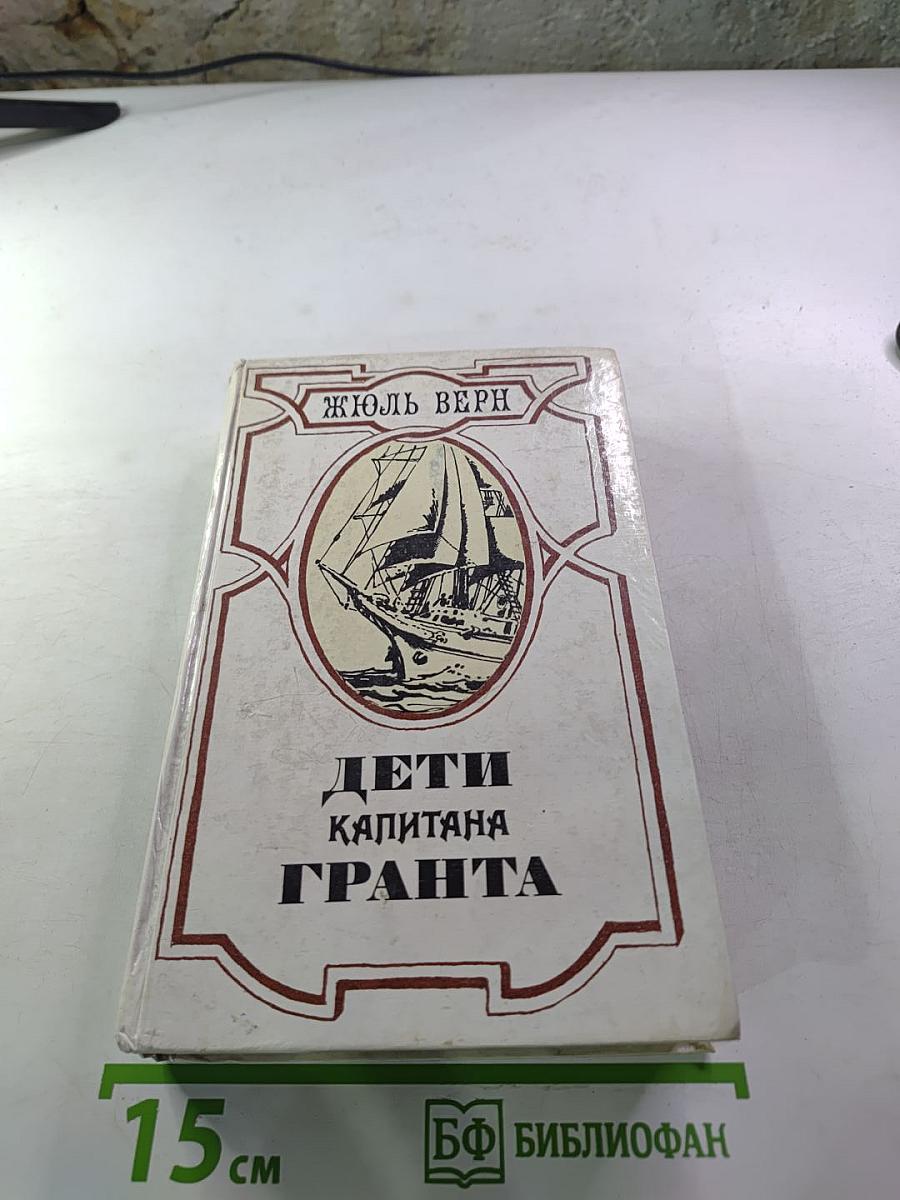 ЖЮЛЬ ВЕРН
ДЕТИ
КАПИТАНА
ГРАНТА
15 см
БФ БИБЛИОФАН